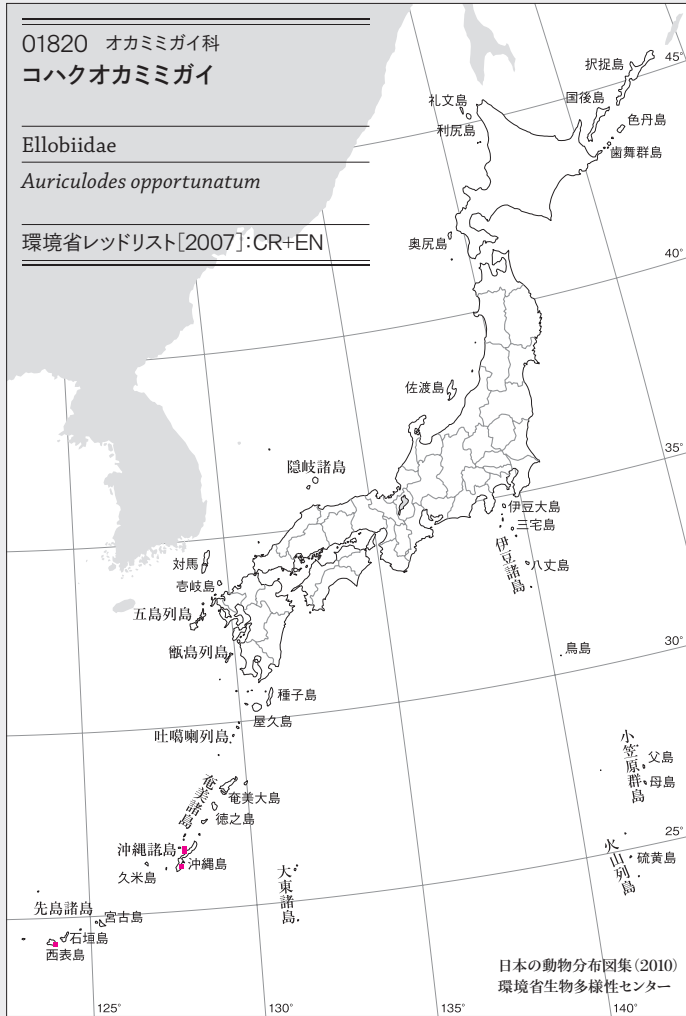 01820 オカミミガイ科
コハクオカミミガイ
Ellobiidae
Auriculodes opportunatum
環境省レッドリスト[2007]:CR+EN
45°
択捉島
国後島
礼文島
色丹島
利尻島
歯舞群島
奥尻島
40°
佐渡島
35°
隠岐諸島
伊豆大島
三宅島
伊豆諸島
八丈島
対馬
壱岐島
五島列島
甑島列島
30°
鳥島
種子島
屋久島
吐噶喇列島
小笠原群島
父島
母島
奄美諸島
奄美大島
徳之島
25°
沖縄諸島
沖縄島
久米島
大東諸島
火山列島
硫黄島
先島諸島
宮古島
石垣島
西表島
日本の動物分布図集(2010)
環境省生物多様性センター
125°
130°
135°
140°